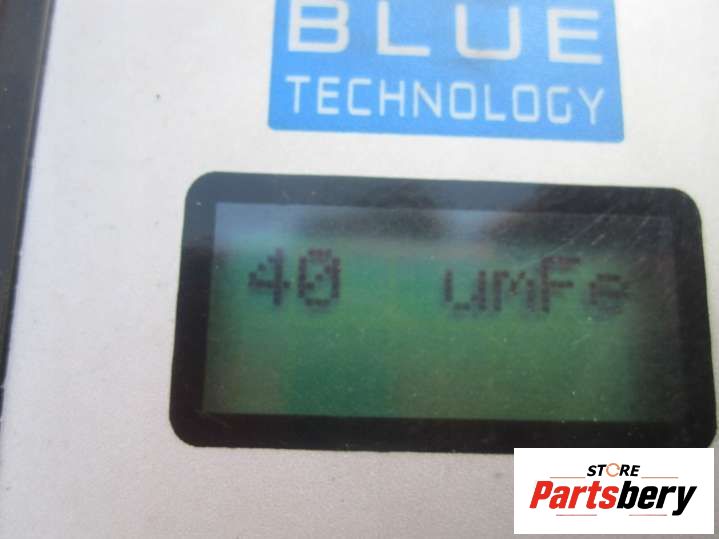 BLUE
TECHNOLOGY
40 umFe
STORE
Partsbery